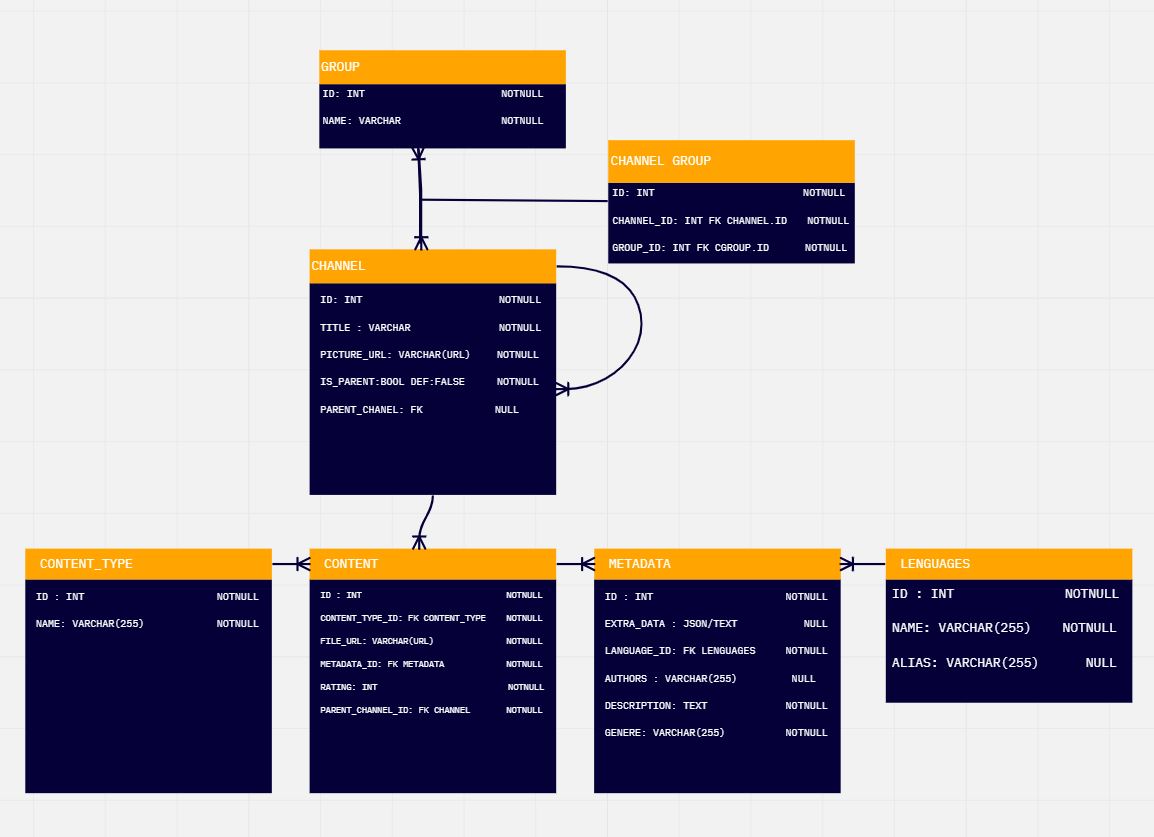 GROUP
ID: INT NOTNULL
NAME: VARCHAR NOTNULL
CHANNEL GROUP
ID: INT NOTNULL
CHANNEL_ID: INT FK CHANNEL.ID NOTNULL
GROUP_ID: INT FK CGROUP.ID NOTNULL
CHANNEL
ID: INT NOTNULL
TITLE : VARCHAR NOTNULL
PICTURE_URL: VARCHAR(URL) NOTNULL
IS_PARENT:BOOL DEF:FALSE NOTNULL
PARENT_CHANEL: FK NULL
CONTENT_TYPE
ID : INT NOTNULL
NAME: VARCHAR(255) NOTNULL
CONTENT
ID : INT NOTNULL
CONTENT_TYPE_ID: FK CONTENT_TYPE NOTNULL
FILE_URL: VARCHAR(URL) NOTNULL
METADATA_ID: FK METADATA NOTNULL
RATING: INT NOTNULL
PARENT_CHANNEL_ID: FK CHANNEL NOTNULL
METADATA
ID : INT NOTNULL
EXTRA_DATA : JSON/TEXT NULL
LANGUAGE_ID: FK LENGUAGES NOTNULL
AUTHORS : VARCHAR(255) NULL
DESCRIPTION: TEXT NOTNULL
GENERE: VARCHAR(255) NOTNULL
LENGUAGES
ID : INT NOTNULL
NAME: VARCHAR(255) NOTNULL
ALIAS: VARCHAR(255) NULL